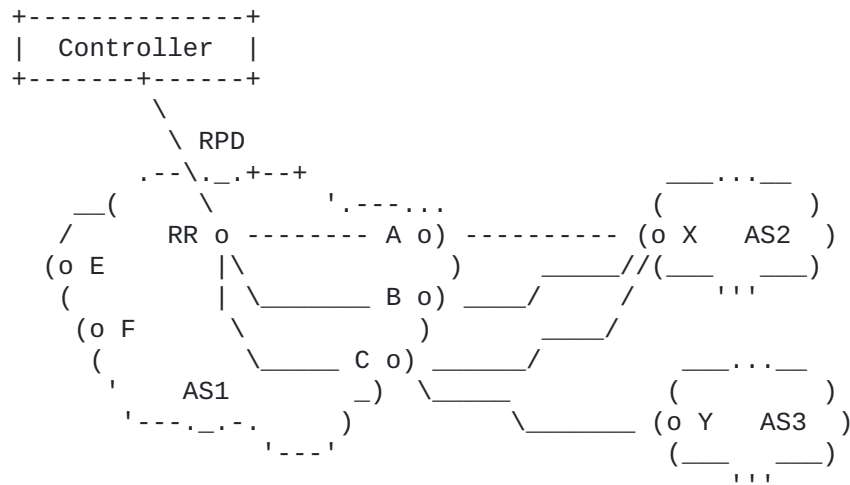 Controller
RPD
RR o A o) (o X AS2
(o E
B o)
(o F
C o)
AS1
(o Y AS3